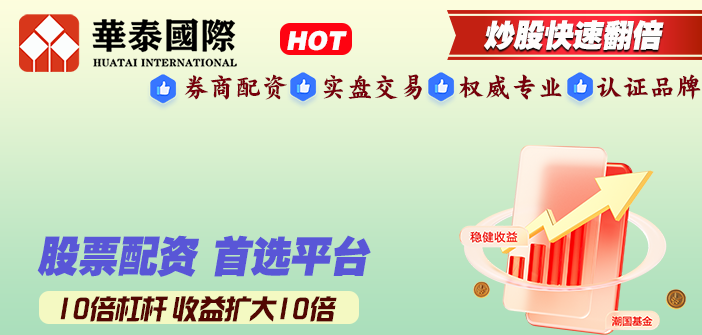 華泰國際
HUATAI INTERNATIONAL
HOT
炒股快速翻倍
券商配资 实盘交易 权威专业 认证品牌
稳健收益
股票配资 首选平台
10倍杠杆 收益扩大10倍
潮国基金